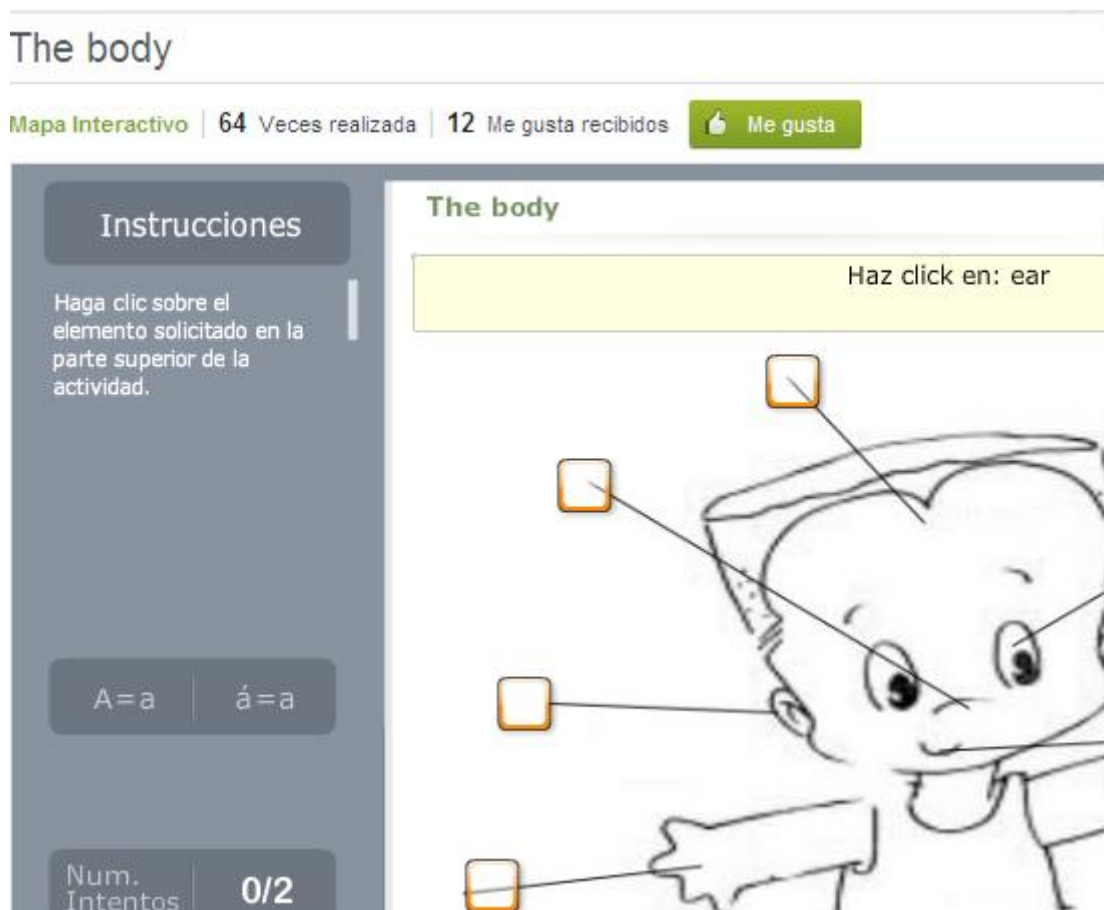 The body
Mapa Interactivo 64 Veces realizada 12 Me gusta recibidos Me gusta
Instrucciones
Haga clic sobre el
elemento solicitado en la
parte superior de la
actividad.
A=a á=a
Num.
Intentos 0/2
The body
Haz click en: ear